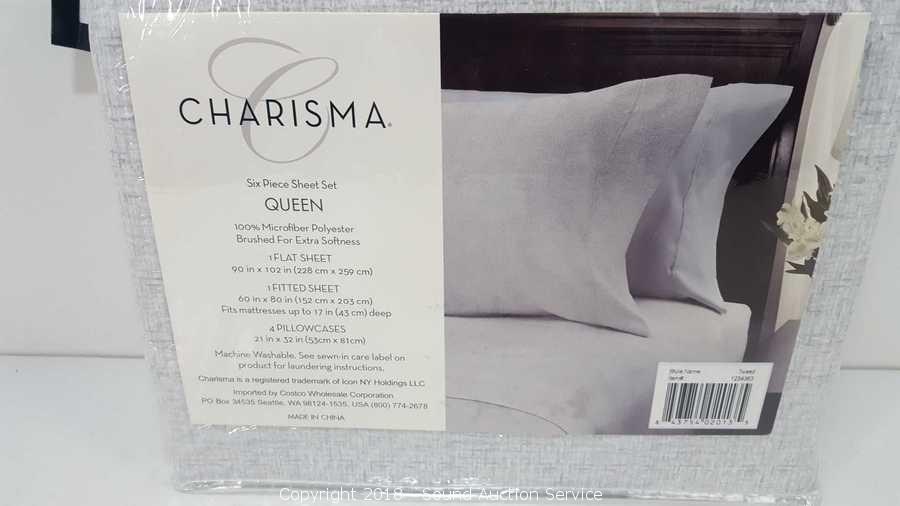 CHARISMA®
Six Piece Sheet Set
QUEEN
100% Microfiber Polyester
Brushed For Extra Softness
1 FLAT SHEET
90 in x 102 in (228 cm x 259 cm)
1 FITTED SHEET
60 in x 80 in (152 cm x 203 cm)
Fits mattresses up to 17 in (43 cm) deep
4 PILLOWCASES
21 in x 32 in (53cm x 81cm)
Machine Washable. See sewn-in care label on
product for laundering instructions.
Charisma is a registered trademark of Icon NY Holdings LLC
Imported by Costco Wholesale Corporation
PO Box 34535 Seattle, WA 98124-1535, USA (800) 774-2678
MADE IN CHINA
Style Name: Tweed
Item#: 1234963
43754 02013
Copyright 2018 - Sound Auction Service